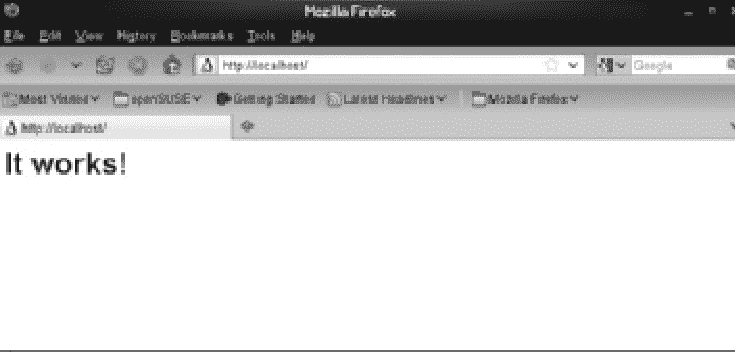 Mozilla Firefox
File Edit View History Bookmarks Tools Help
http://localhost/ Google
Most Visited openSUSE Getting Started Latest Headlines Mozilla Firefox
http://localhost/
It works!